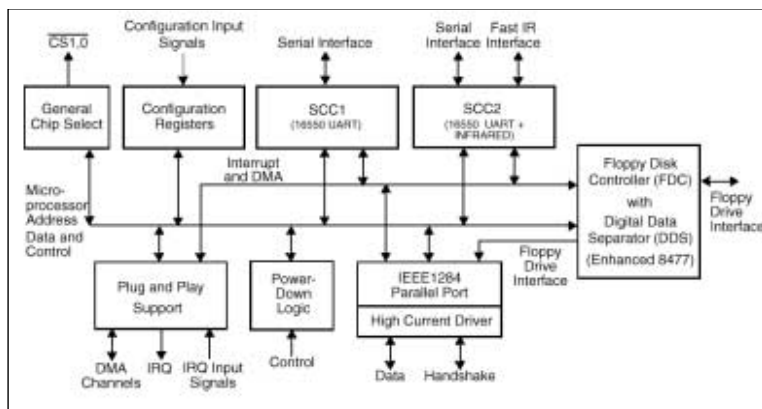 CS1,0
Configuration Input
Signals
Serial Interface
Serial
Interface
Fast IR
Interface
General
Chip Select
Configuration
Registers
SCC1
(16550 UART)
SCC2
(16550 UART +
INFRARED)
Interrupt
and DMA
Floppy Disk
Controller (FDC)
with
Digital Data
Separator (DDS)
(Enhanced 8477)
Floppy
Drive
Interface
Micro-
processor
Address
Data and
Control
Floppy
Drive
Interface
Plug and Play
Support
Power-
Down
Logic
IEEE1284
Parallel Port
High Current Driver
DMA
Channels
IRQ
IRQ Input
Signals
Control
Data
Handshake